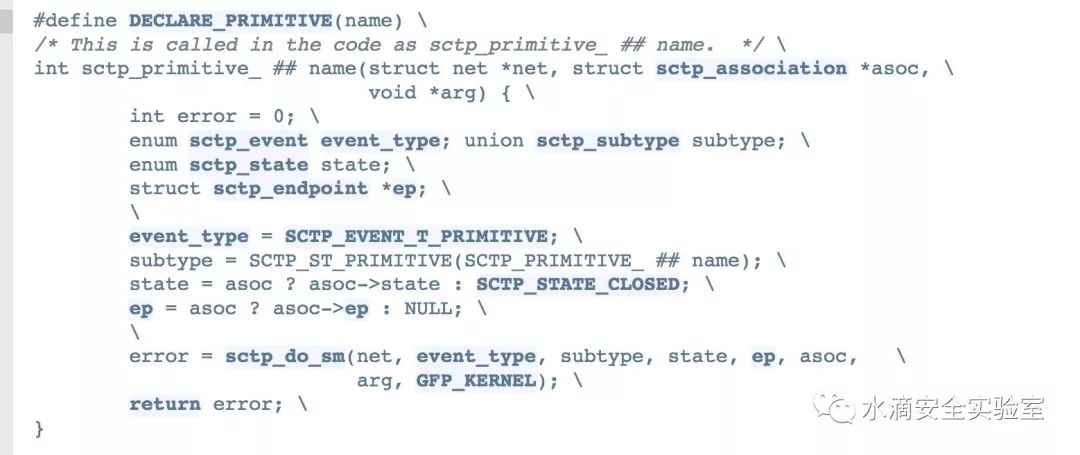 #define DECLARE_PRIMITIVE(name) \
/* This is called in the code as sctp_primitive_ ## name.  */ \
int sctp_primitive_ ## name(struct net *net, struct sctp_association *asoc, \
                            void *arg) { \
        int error = 0; \
        enum sctp_event event_type; union sctp_subtype subtype; \
        enum sctp_state state; \
        struct sctp_endpoint *ep; \
        \
        event_type = SCTP_EVENT_T_PRIMITIVE; \
        subtype = SCTP_ST_PRIMITIVE(SCTP_PRIMITIVE_ ## name); \
        state = asoc ? asoc->state : SCTP_STATE_CLOSED; \
        ep = asoc ? asoc->ep : NULL; \
        \
        error = sctp_do_sm(net, event_type, subtype, state, ep, asoc,   \
                           arg, GFP_KERNEL); \
        return error; \
}
水滴安全实验室